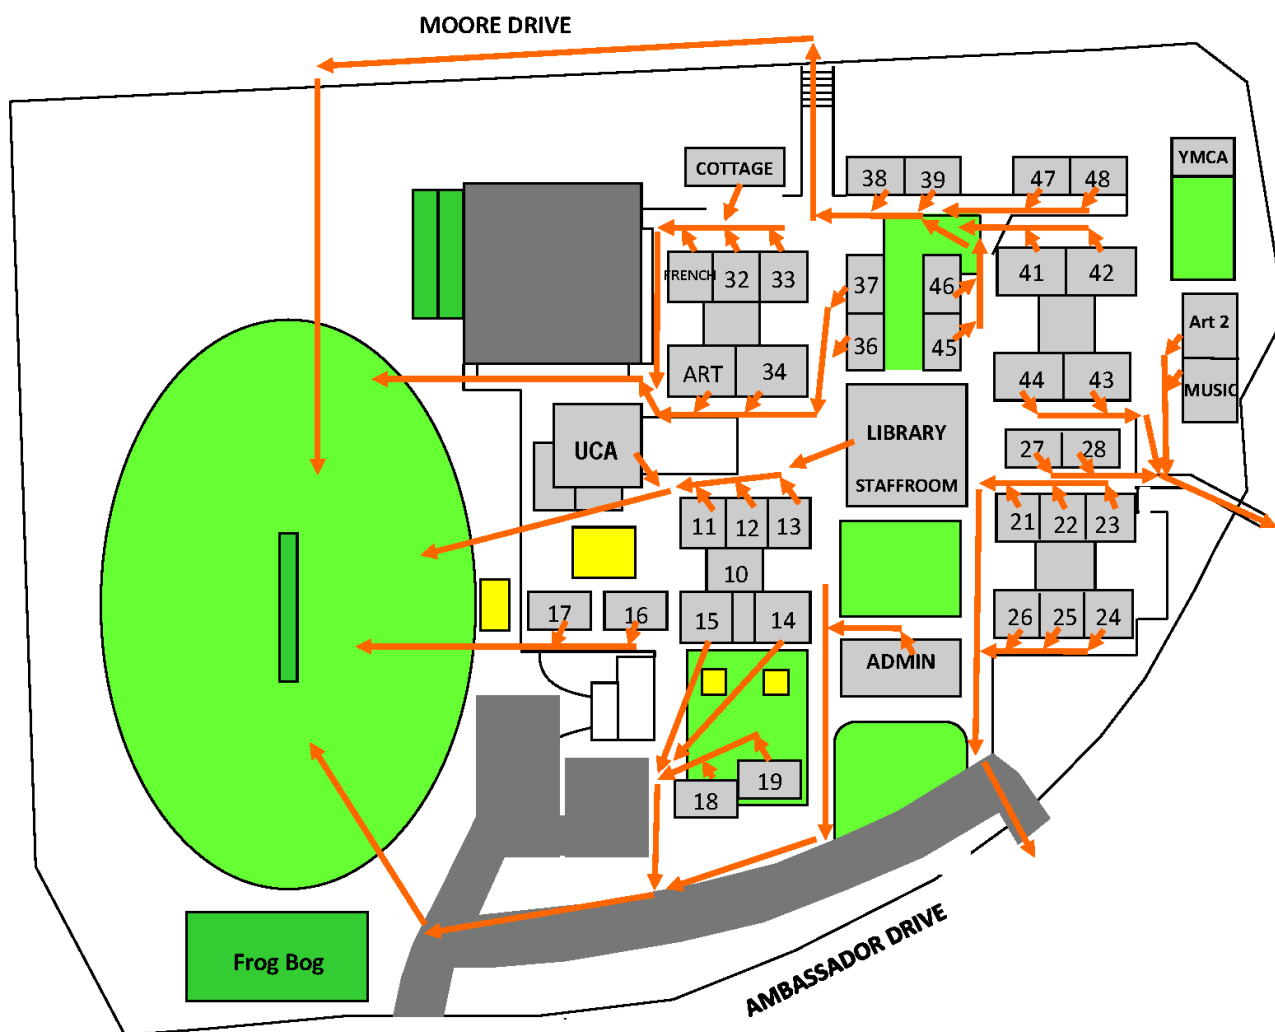 MOORE DRIVE
COTTAGE
38 39
47 48
YMCA
FRENCH 32 33
37
46
41 42
36
45
Art 2
MUSIC
ART 34
44 43
LIBRARY
STAFFROOM
UCA
27 28
11 12 13
21 22 23
10
17
16
15 14
26 25 24
ADMIN
19
18
Frog Bog
AMBASSADOR DRIVE